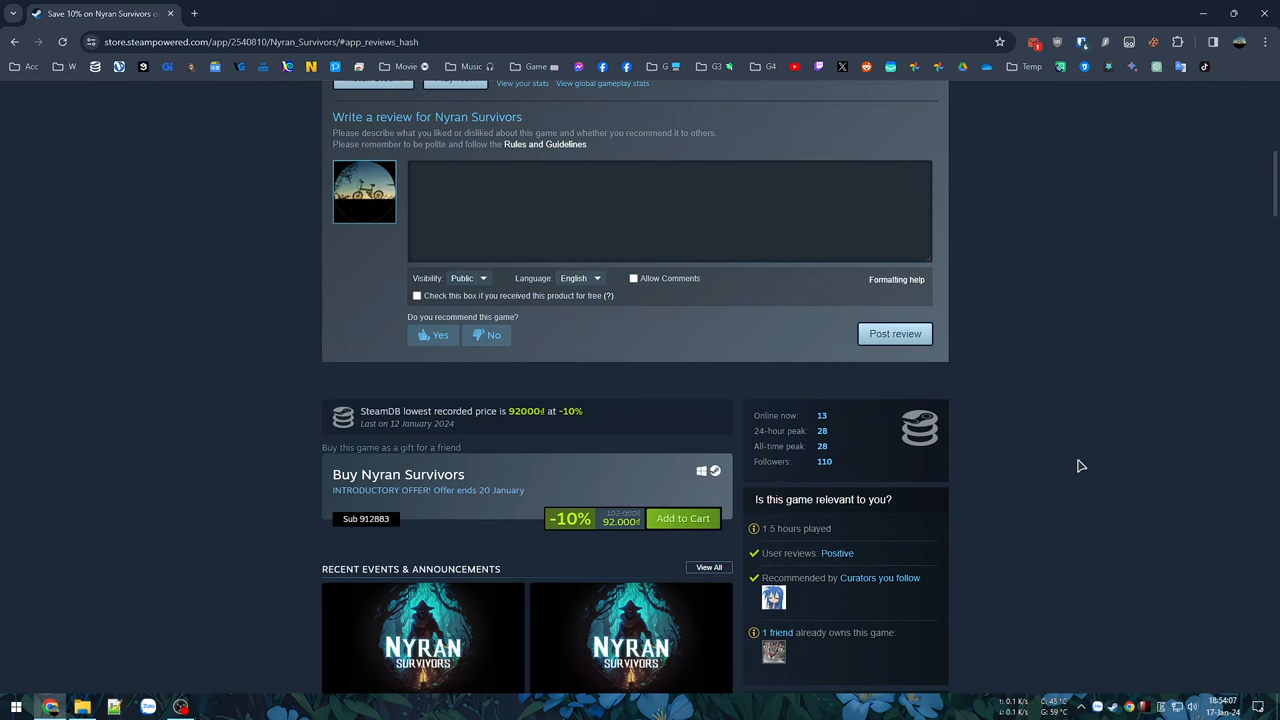 Save 10% on Nyran Survivors o
store.steampowered.com/app/2540810/Nyran_Survivors/#app_reviews_hash
Acc
W
Movie
Music
Game
G
G3
G4
Temp
View your stats
View global gameplay stats
Write a review for Nyran Survivors
Please describe what you liked or disliked about this game and whether you recommend it to others.
Please remember to be polite and follow the Rules and Guidelines
Visibility: Public
Language: English
Allow Comments
Formatting help
Check this box if you received this product for free (?)
Do you recommend this game?
Yes
No
Post review
SteamDB lowest recorded price is 92000₫ at -10%
Last on 12 January 2024
Buy this game as a gift for a friend
Buy Nyran Survivors
INTRODUCTORY OFFER! Offer ends 20 January
Sub 912883
-10%
92.000₫
Add to Cart
Online now: 13
24-hour peak: 28
All-time peak: 28
Followers: 110
Is this game relevant to you?
1.5 hours played
User reviews: Positive
Recommended by Curators you follow
1 friend already owns this game:
RECENT EVENTS & ANNOUNCEMENTS
View All
NYRAN
SURVIVORS
NYRAN
SURVIVORS
Zalo
↑: 0.1 K/s
↓: 0.1 K/s
C: 45 °C
G: 59 °C
18:54:07
17-Jan-24